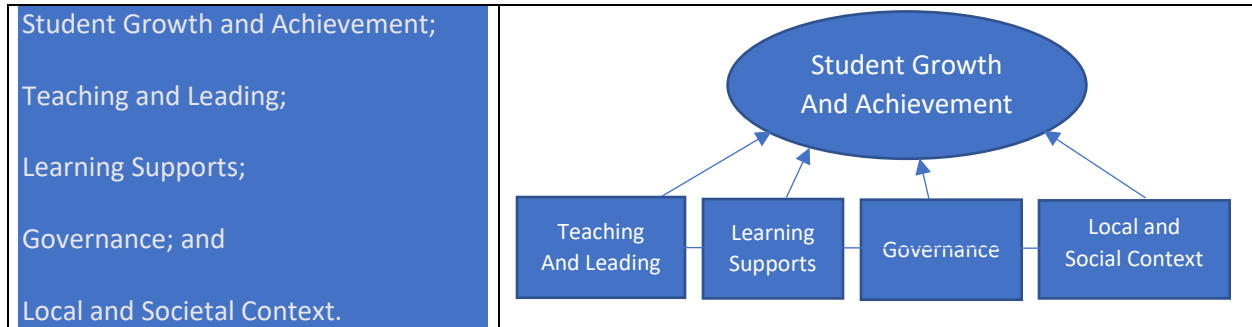 Student Growth and Achievement;
Teaching and Leading;
Learning Supports;
Governance; and
Local and Societal Context.
Student Growth
And Achievement
Teaching
And Leading
Learning
Supports
Governance
Local and
Social Context